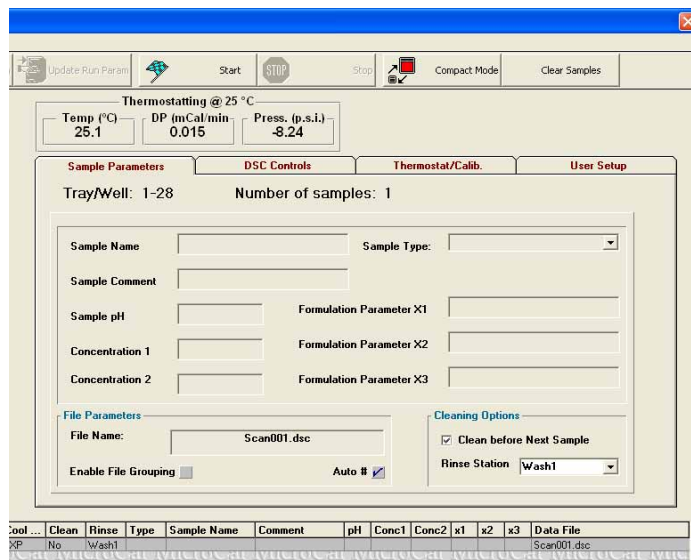 Update Run Param Start STOP Stop Compact Mode Clear Samples
Thermostatting @ 25 °C
Temp (°C) DP (mCal/min Press. (p.s.i.)
25.1 0.015 -8.24
Sample Parameters DSC Controls Thermostat/Calib. User Setup
Tray/Well: 1-28 Number of samples: 1
Sample Name Sample Type:
Sample Comment
Sample pH Formulation Parameter X1
Concentration 1 Formulation Parameter X2
Concentration 2 Formulation Parameter X3
File Parameters Cleaning Options
File Name: Scan001.dsc Clean before Next Sample
Enable File Grouping Auto # Rinse Station Wash1
Cool ... Clean Rinse Type Sample Name Comment pH Conc1 Conc2 x1 x2 x3 Data File
XP No Wash1 Scan001.dsc